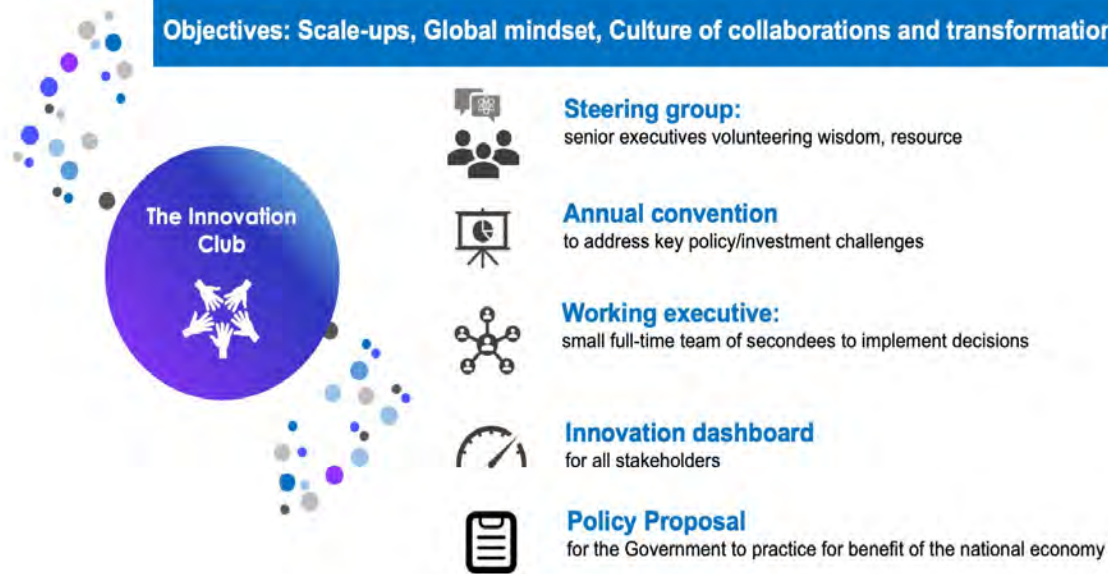 Objectives: Scale-ups, Global mindset, Culture of collaborations and transformation
The Innovation
Club
Steering group:
senior executives volunteering wisdom, resource
Annual convention
to address key policy/investment challenges
Working executive:
small full-time team of secondees to implement decisions
Innovation dashboard
for all stakeholders
Policy Proposal
for the Government to practice for benefit of the national economy